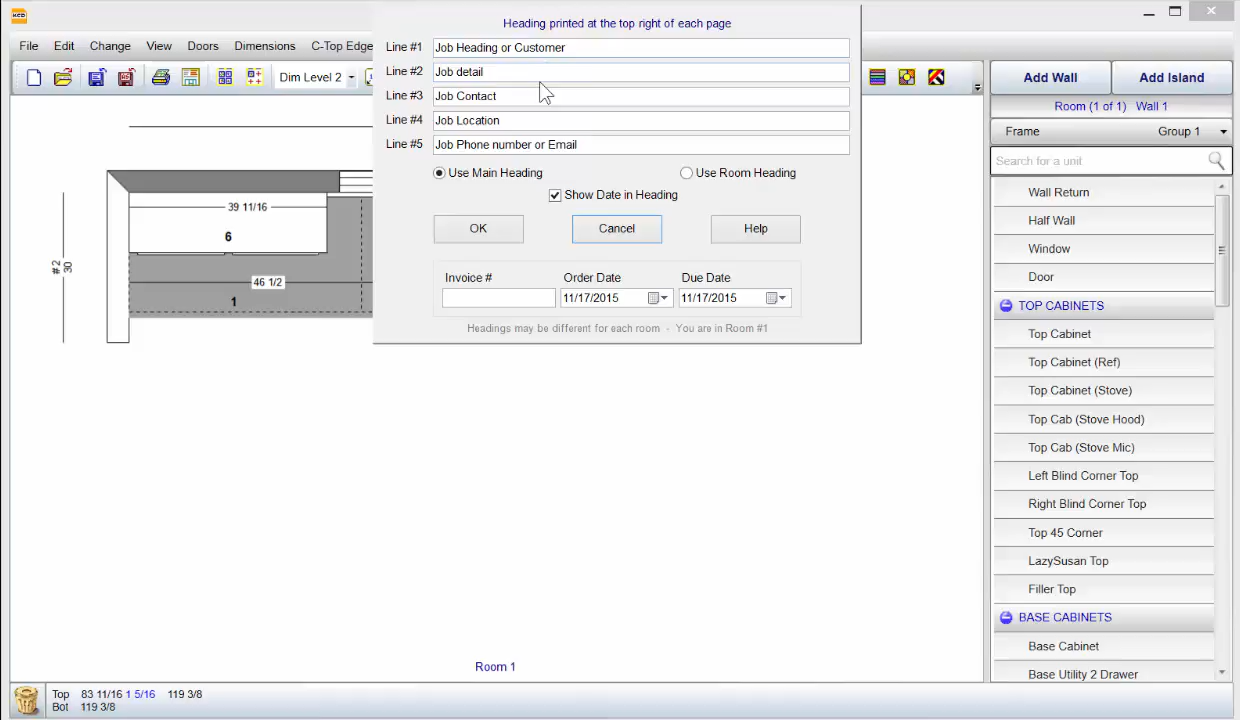 KCD
Heading printed at the top right of each page
File Edit Change View Doors Dimensions C-Top Edge
Line #1 Job Heading or Customer
Line #2 Job detail
Line #3 Job Contact
Line #4 Job Location
Line #5 Job Phone number or Email
Use Main Heading Use Room Heading
Show Date in Heading
OK Cancel Help
Invoice # Order Date Due Date
11/17/2015 11/17/2015
Headings may be different for each room - You are in Room #1
Dim Level 2
39 11/16
6
#2
30
46 1/2
1
Room 1
Add Wall Add Island
Room (1 of 1) Wall 1
Frame Group 1
Search for a unit
Wall Return
Half Wall
Window
Door
TOP CABINETS
Top Cabinet
Top Cabinet (Ref)
Top Cabinet (Stove)
Top Cab (Stove Hood)
Top Cab (Stove Mic)
Left Blind Corner Top
Right Blind Corner Top
Top 45 Corner
LazySusan Top
Filler Top
BASE CABINETS
Base Cabinet
Base Utility 2 Drawer
Top 83 11/16 1 5/16 119 3/8
Bot 119 3/8